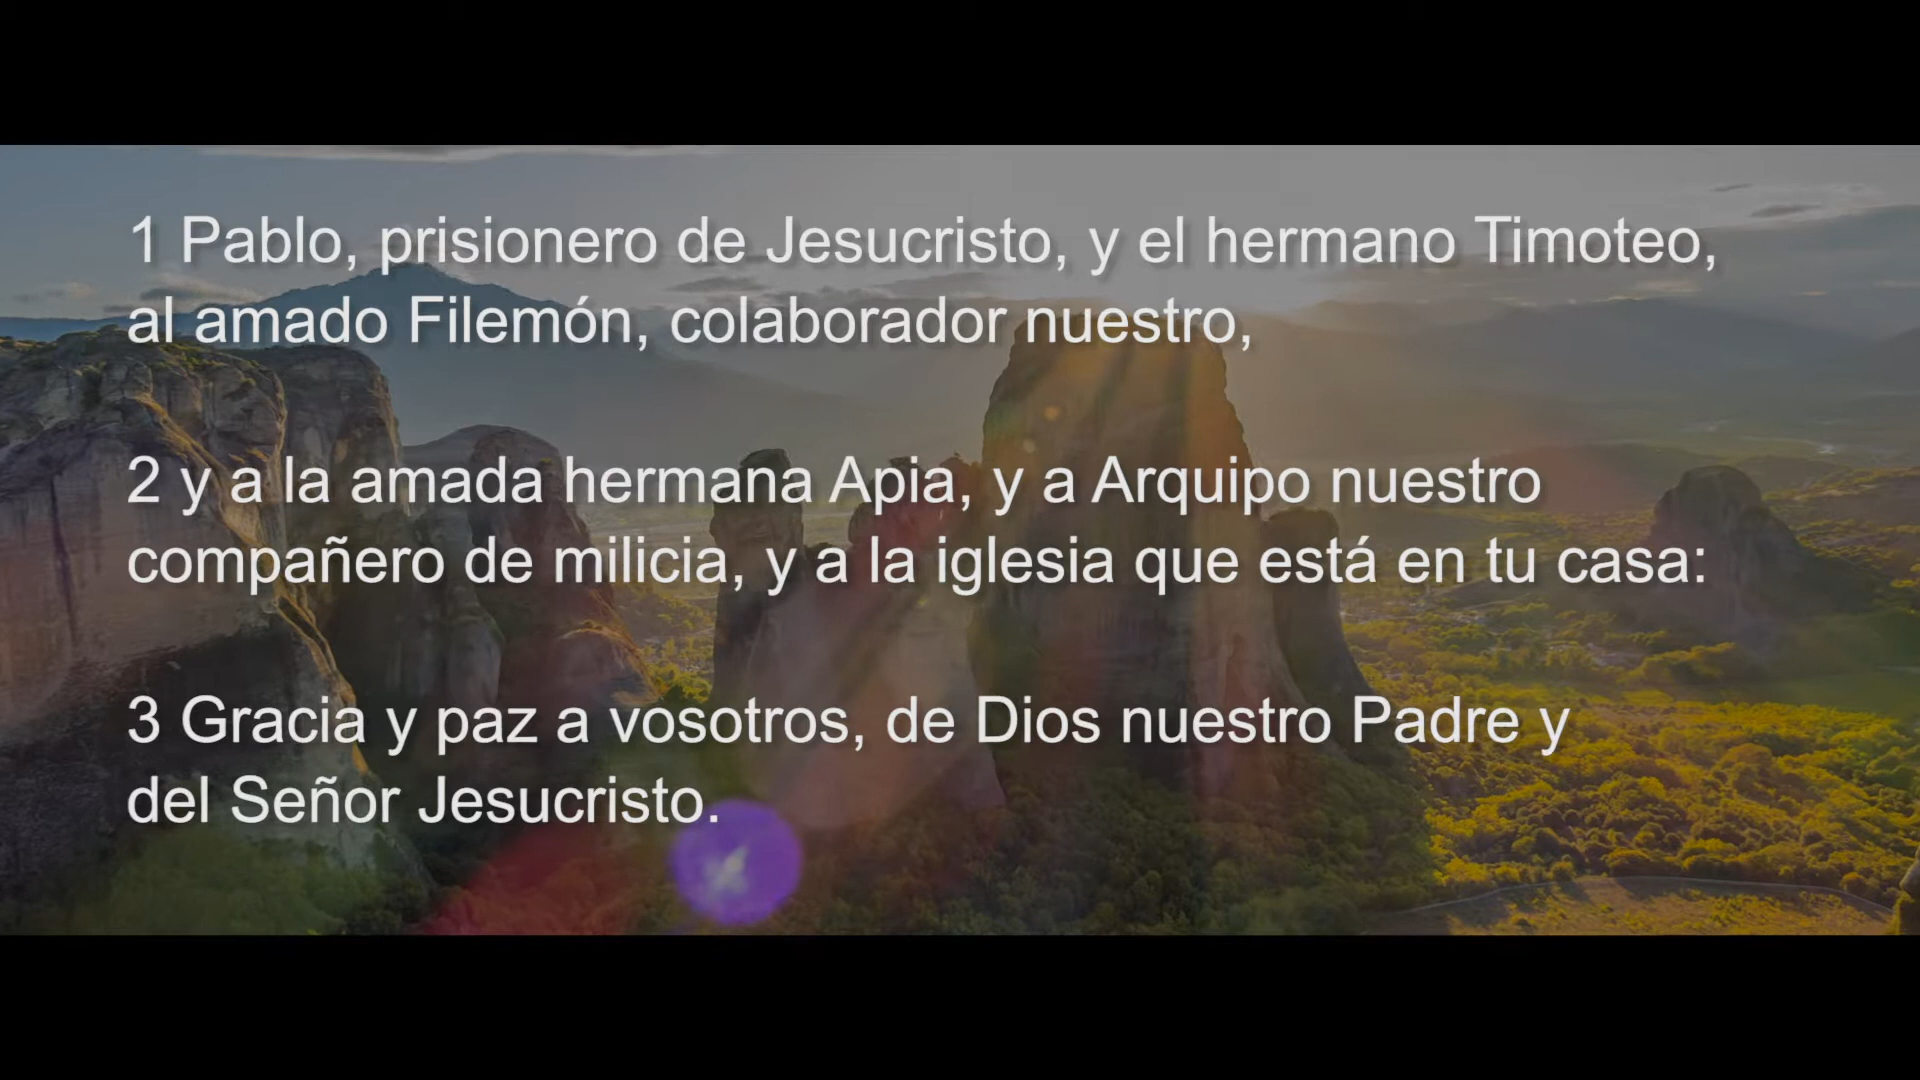 1 Pablo, prisionero de Jesucristo, y el hermano Timoteo,
al amado Filemón, colaborador nuestro,
2 y a la amada hermana Apia, y a Arquipo nuestro
compañero de milicia, y a la iglesia que está en tu casa:
3 Gracia y paz a vosotros, de Dios nuestro Padre y
del Señor Jesucristo.